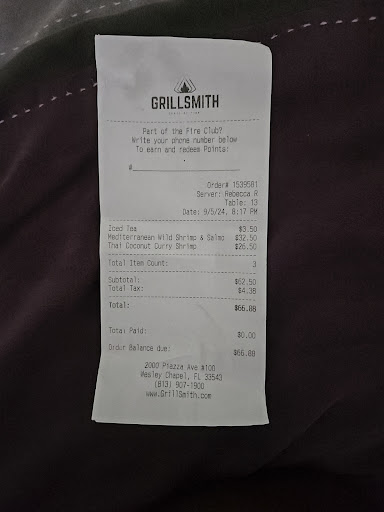 GRILLSMITH
Part of the Fire Club?
Write your phone number below
To earn and redeem Points:
#
Order# 1539581
Server: Rebecca R
Table: 13
Date: 9/5/24, 8:17 PM
Iced Tea $3.50
Mediterranean Wild Shrimp & Salmo $32.50
Thai Coconut Curry Shrimp $26.50
Total Item Count: 3
Subtotal: $62.50
Total Tax: $4.38
Total: $66.88
Total Paid: $0.00
Order Balance due: $66.88
2000 Piazza Ave #100
Wesley Chapel, FL 33543
(813) 907-1900
www.GrillSmith.com